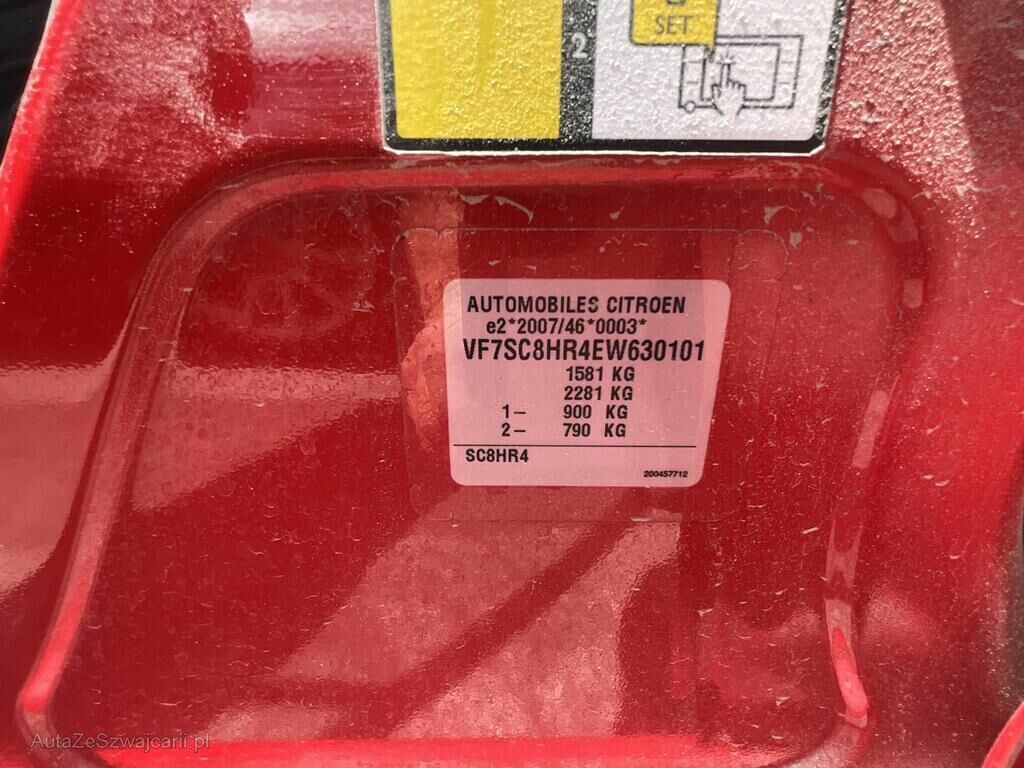 SET
2
AUTOMOBILES CITROEN
e2*2007/46*0003*
VF7SC8HR4EW630101
1581 KG
2281 KG
1– 900 KG
2– 790 KG
SC8HR4
200457712
AutaZeSzwajcarii.pl